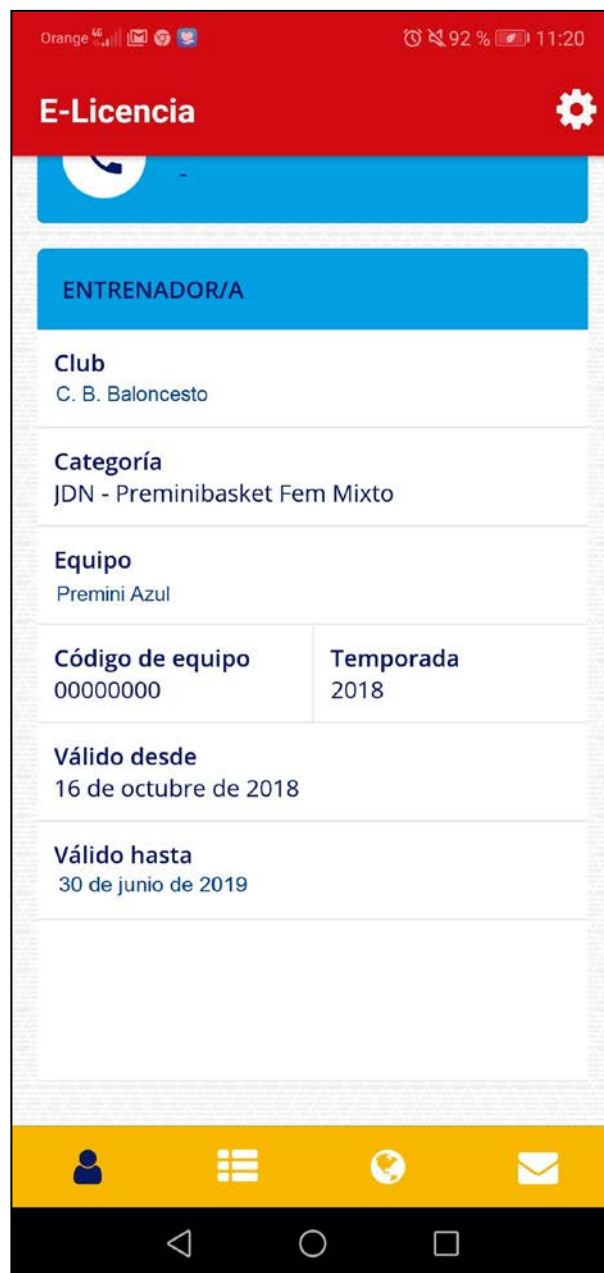 Orange 4G 92 % 11:20
E-Licencia
-
ENTRENADOR/A
Club
C. B. Baloncesto
Categoría
JDN - Preminibasket Fem Mixto
Equipo
Premini Azul
Código de equipo
00000000
Temporada
2018
Válido desde
16 de octubre de 2018
Válido hasta
30 de junio de 2019